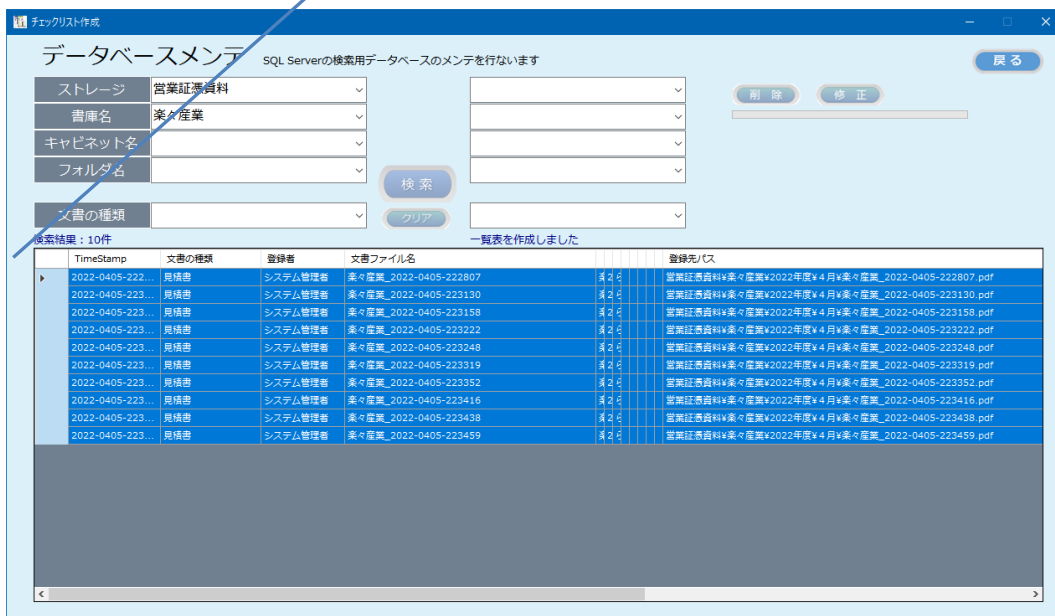 チェックリスト作成
データベースメンテ SQL Serverの検索用データベースのメンテを行ないます
戻る
ストレージ 営業証憑資料
削 除 修 正
書庫名 楽々産業
キャビネット名
フォルダ名
検 索
文書の種類
クリア
検索結果:10件 一覧表を作成しました
TimeStamp 文書の種類 登録者 文書ファイル名 登録先パス
2022-0405-222... 見積書 システム管理者 楽々産業_2022-0405-222807 営業証憑資料¥楽々産業¥2022年度¥４月¥楽々産業_2022-0405-222807.pdf
2022-0405-223... 見積書 システム管理者 楽々産業_2022-0405-223130 営業証憑資料¥楽々産業¥2022年度¥４月¥楽々産業_2022-0405-223130.pdf
2022-0405-223... 見積書 システム管理者 楽々産業_2022-0405-223158 営業証憑資料¥楽々産業¥2022年度¥４月¥楽々産業_2022-0405-223158.pdf
2022-0405-223... 見積書 システム管理者 楽々産業_2022-0405-223222 営業証憑資料¥楽々産業¥2022年度¥４月¥楽々産業_2022-0405-223222.pdf
2022-0405-223... 見積書 システム管理者 楽々産業_2022-0405-223248 営業証憑資料¥楽々産業¥2022年度¥４月¥楽々産業_2022-0405-223248.pdf
2022-0405-223... 見積書 システム管理者 楽々産業_2022-0405-223319 営業証憑資料¥楽々産業¥2022年度¥４月¥楽々産業_2022-0405-223319.pdf
2022-0405-223... 見積書 システム管理者 楽々産業_2022-0405-223352 営業証憑資料¥楽々産業¥2022年度¥４月¥楽々産業_2022-0405-223352.pdf
2022-0405-223... 見積書 システム管理者 楽々産業_2022-0405-223416 営業証憑資料¥楽々産業¥2022年度¥４月¥楽々産業_2022-0405-223416.pdf
2022-0405-223... 見積書 システム管理者 楽々産業_2022-0405-223438 営業証憑資料¥楽々産業¥2022年度¥４月¥楽々産業_2022-0405-223438.pdf
2022-0405-223... 見積書 システム管理者 楽々産業_2022-0405-223459 営業証憑資料¥楽々産業¥2022年度¥４月¥楽々産業_2022-0405-223459.pdf